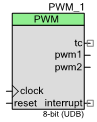 PWM_1
PWM
tc
pwm1
pwm2
clock
reset interrupt
8-bit (UDB)